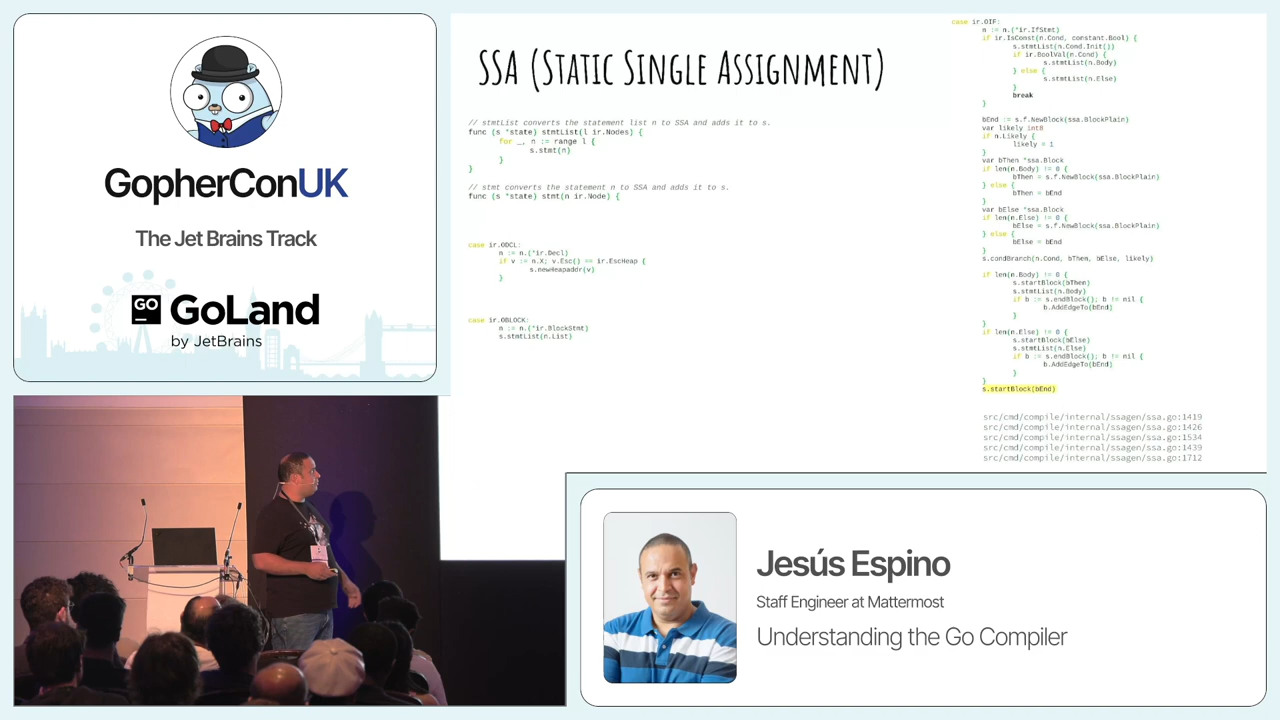 GopherConUK
The Jet Brains Track
GO
GoLand
by JetBrains
SSA (Static Single Assignment)
// stmtList converts the statement list n to SSA and adds it to s.
func (s *state) stmtList(l ir.Nodes) {
        for _, n := range l {
                s.stmt(n)
        }
}
// stmt converts the statement n to SSA and adds it to s.
func (s *state) stmt(n ir.Node) {
case ir.ODCL:
        n := n.(*ir.Decl)
        if v := n.X; v.Esc() == ir.EscHeap {
                s.newHeapaddr(v)
        }
case ir.OBLOCK:
        n := n.(*ir.BlockStmt)
        s.stmtList(n.List)
case ir.OIF:
        n := n.(*ir.IfStmt)
        if ir.IsConst(n.Cond, constant.Bool) {
                s.stmtList(n.Cond.Init())
                if ir.BoolVal(n.Cond) {
                        s.stmtList(n.Body)
                } else {
                        s.stmtList(n.Else)
                }
                break
        }
        bEnd := s.f.NewBlock(ssa.BlockPlain)
        var likely int8
        if n.Likely {
                likely = 1
        }
        var bThen *ssa.Block
        if len(n.Body) != 0 {
                bThen = s.f.NewBlock(ssa.BlockPlain)
        } else {
                bThen = bEnd
        }
        var bElse *ssa.Block
        if len(n.Else) != 0 {
                bElse = s.f.NewBlock(ssa.BlockPlain)
        } else {
                bElse = bEnd
        }
        s.condBranch(n.Cond, bThen, bElse, likely)
        if len(n.Body) != 0 {
                s.startBlock(bThen)
                s.stmtList(n.Body)
                if b := s.endBlock(); b != nil {
                        b.AddEdgeTo(bEnd)
                }
        }
        if len(n.Else) != 0 {
                s.startBlock(bElse)
                s.stmtList(n.Else)
                if b := s.endBlock(); b != nil {
                        b.AddEdgeTo(bEnd)
                }
        }
        s.startBlock(bEnd)
src/cmd/compile/internal/ssagen/ssa.go:1419
src/cmd/compile/internal/ssagen/ssa.go:1426
src/cmd/compile/internal/ssagen/ssa.go:1534
src/cmd/compile/internal/ssagen/ssa.go:1439
src/cmd/compile/internal/ssagen/ssa.go:1712
Jesús Espino
Staff Engineer at Mattermost
Understanding the Go Compiler